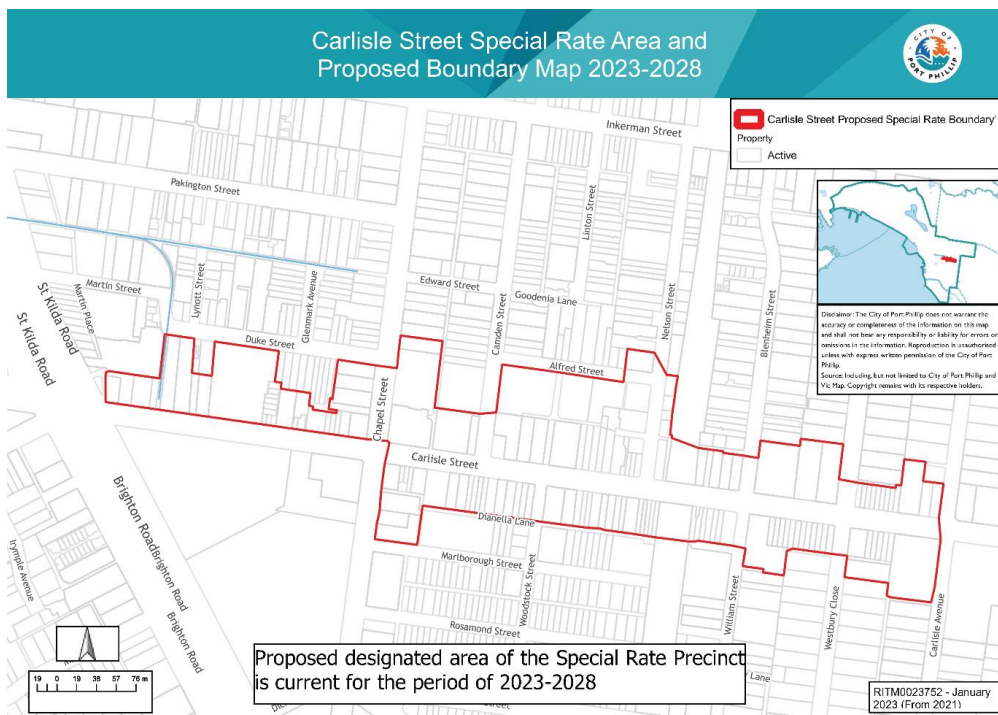 Carlisle Street Special Rate Area and
Proposed Boundary Map 2023-2028
CITY OF
PORT PHILLIP
Carlisle Street Proposed Special Rate Boundary'
Property
Active
Inkerman Street
Pakington Street
Linton Street
Martin Street
Martin Place
Lynott Street
Glenmark Avenue
Edward Street
Goodenia Lane
Camden Street
Nelson Street
Blenheim Street
St Kilda Road
St Kilda Road
Duke Street
Alfred Street
Chapel Street
Carlisle Street
Dianella Lane
Marlborough Street
Woodstock Street
Rosamond Street
William Street
Westbury Close
Carlisle Avenue
Brighton Road
Brighton Road
Brighton Road
Irymple Avenue
Lane
Street
Disclaimer: The City of Port Phillip does not warrant the
accuracy or completeness of the information on this map
and shall not bear any responsibility or liability for errors or
omissions in the information. Reproduction is unauthorised
unless with express written permission of the City of Port
Phillip.
Source: Including, but not limited to City of Port Phillip and
Vic Map. Copyright remains with its respective holders.
19 0 19 38 57 76 m
Proposed designated area of the Special Rate Precinct
is current for the period of 2023-2028
RITM0023752 - January
2023 (From 2021)